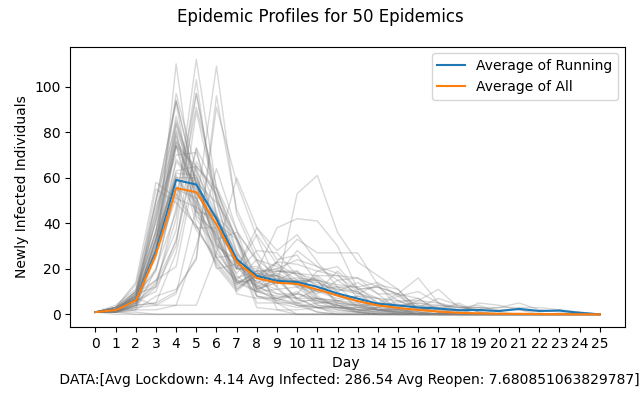 Epidemic Profiles for 50 Epidemics
Average of Running
Average of All
Newly Infected Individuals
100
80
60
40
20
0
0 1 2 3 4 5 6 7 8 9 10 11 12 13 14 15 16 17 18 19 20 21 22 23 24 25
Day
DATA:[Avg Lockdown: 4.14 Avg Infected: 286.54 Avg Reopen: 7.680851063829787]